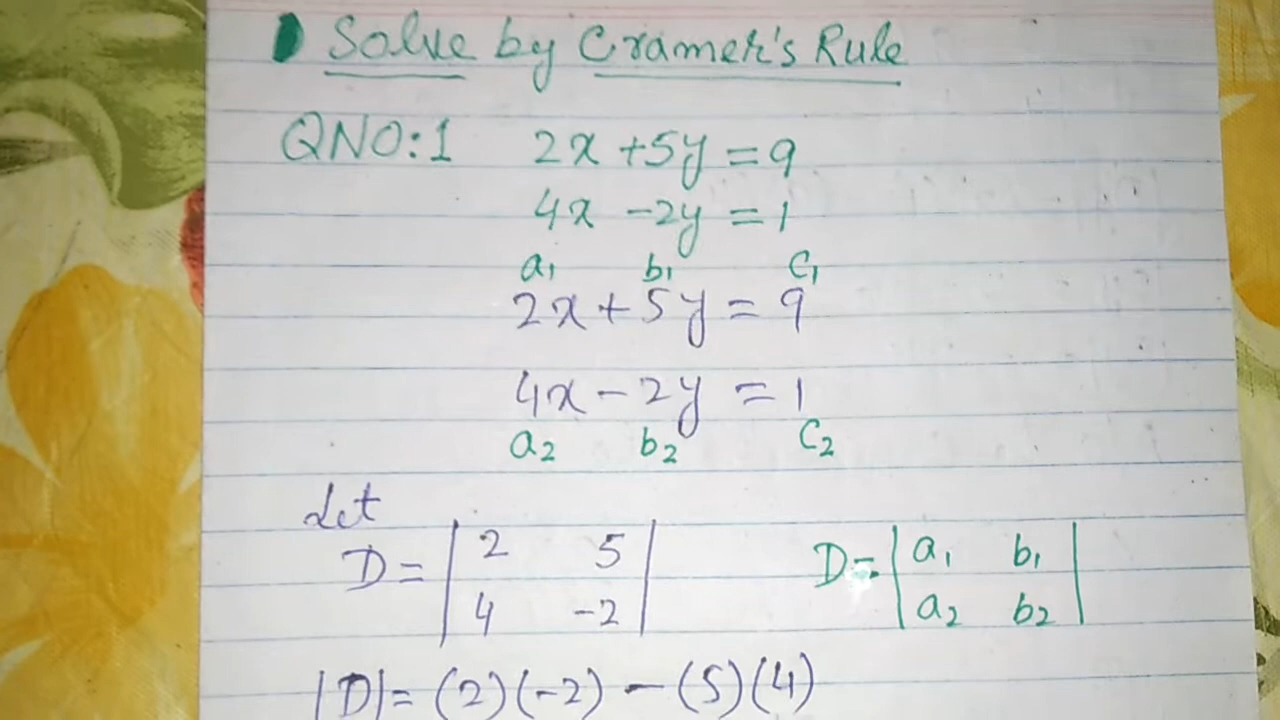 Solve by Cramer's Rule
QNO:1 2x +5y = 9
4x -2y = 1
a₁ b₁ c₁
2x + 5y = 9
4x - 2y = 1
a₂ b₂ c₂
Let
D = | 2 5 | D = | a₁ b₁ |
| 4 -2 | | a₂ b₂ |
|D| = (2)(-2) - (5)(4)